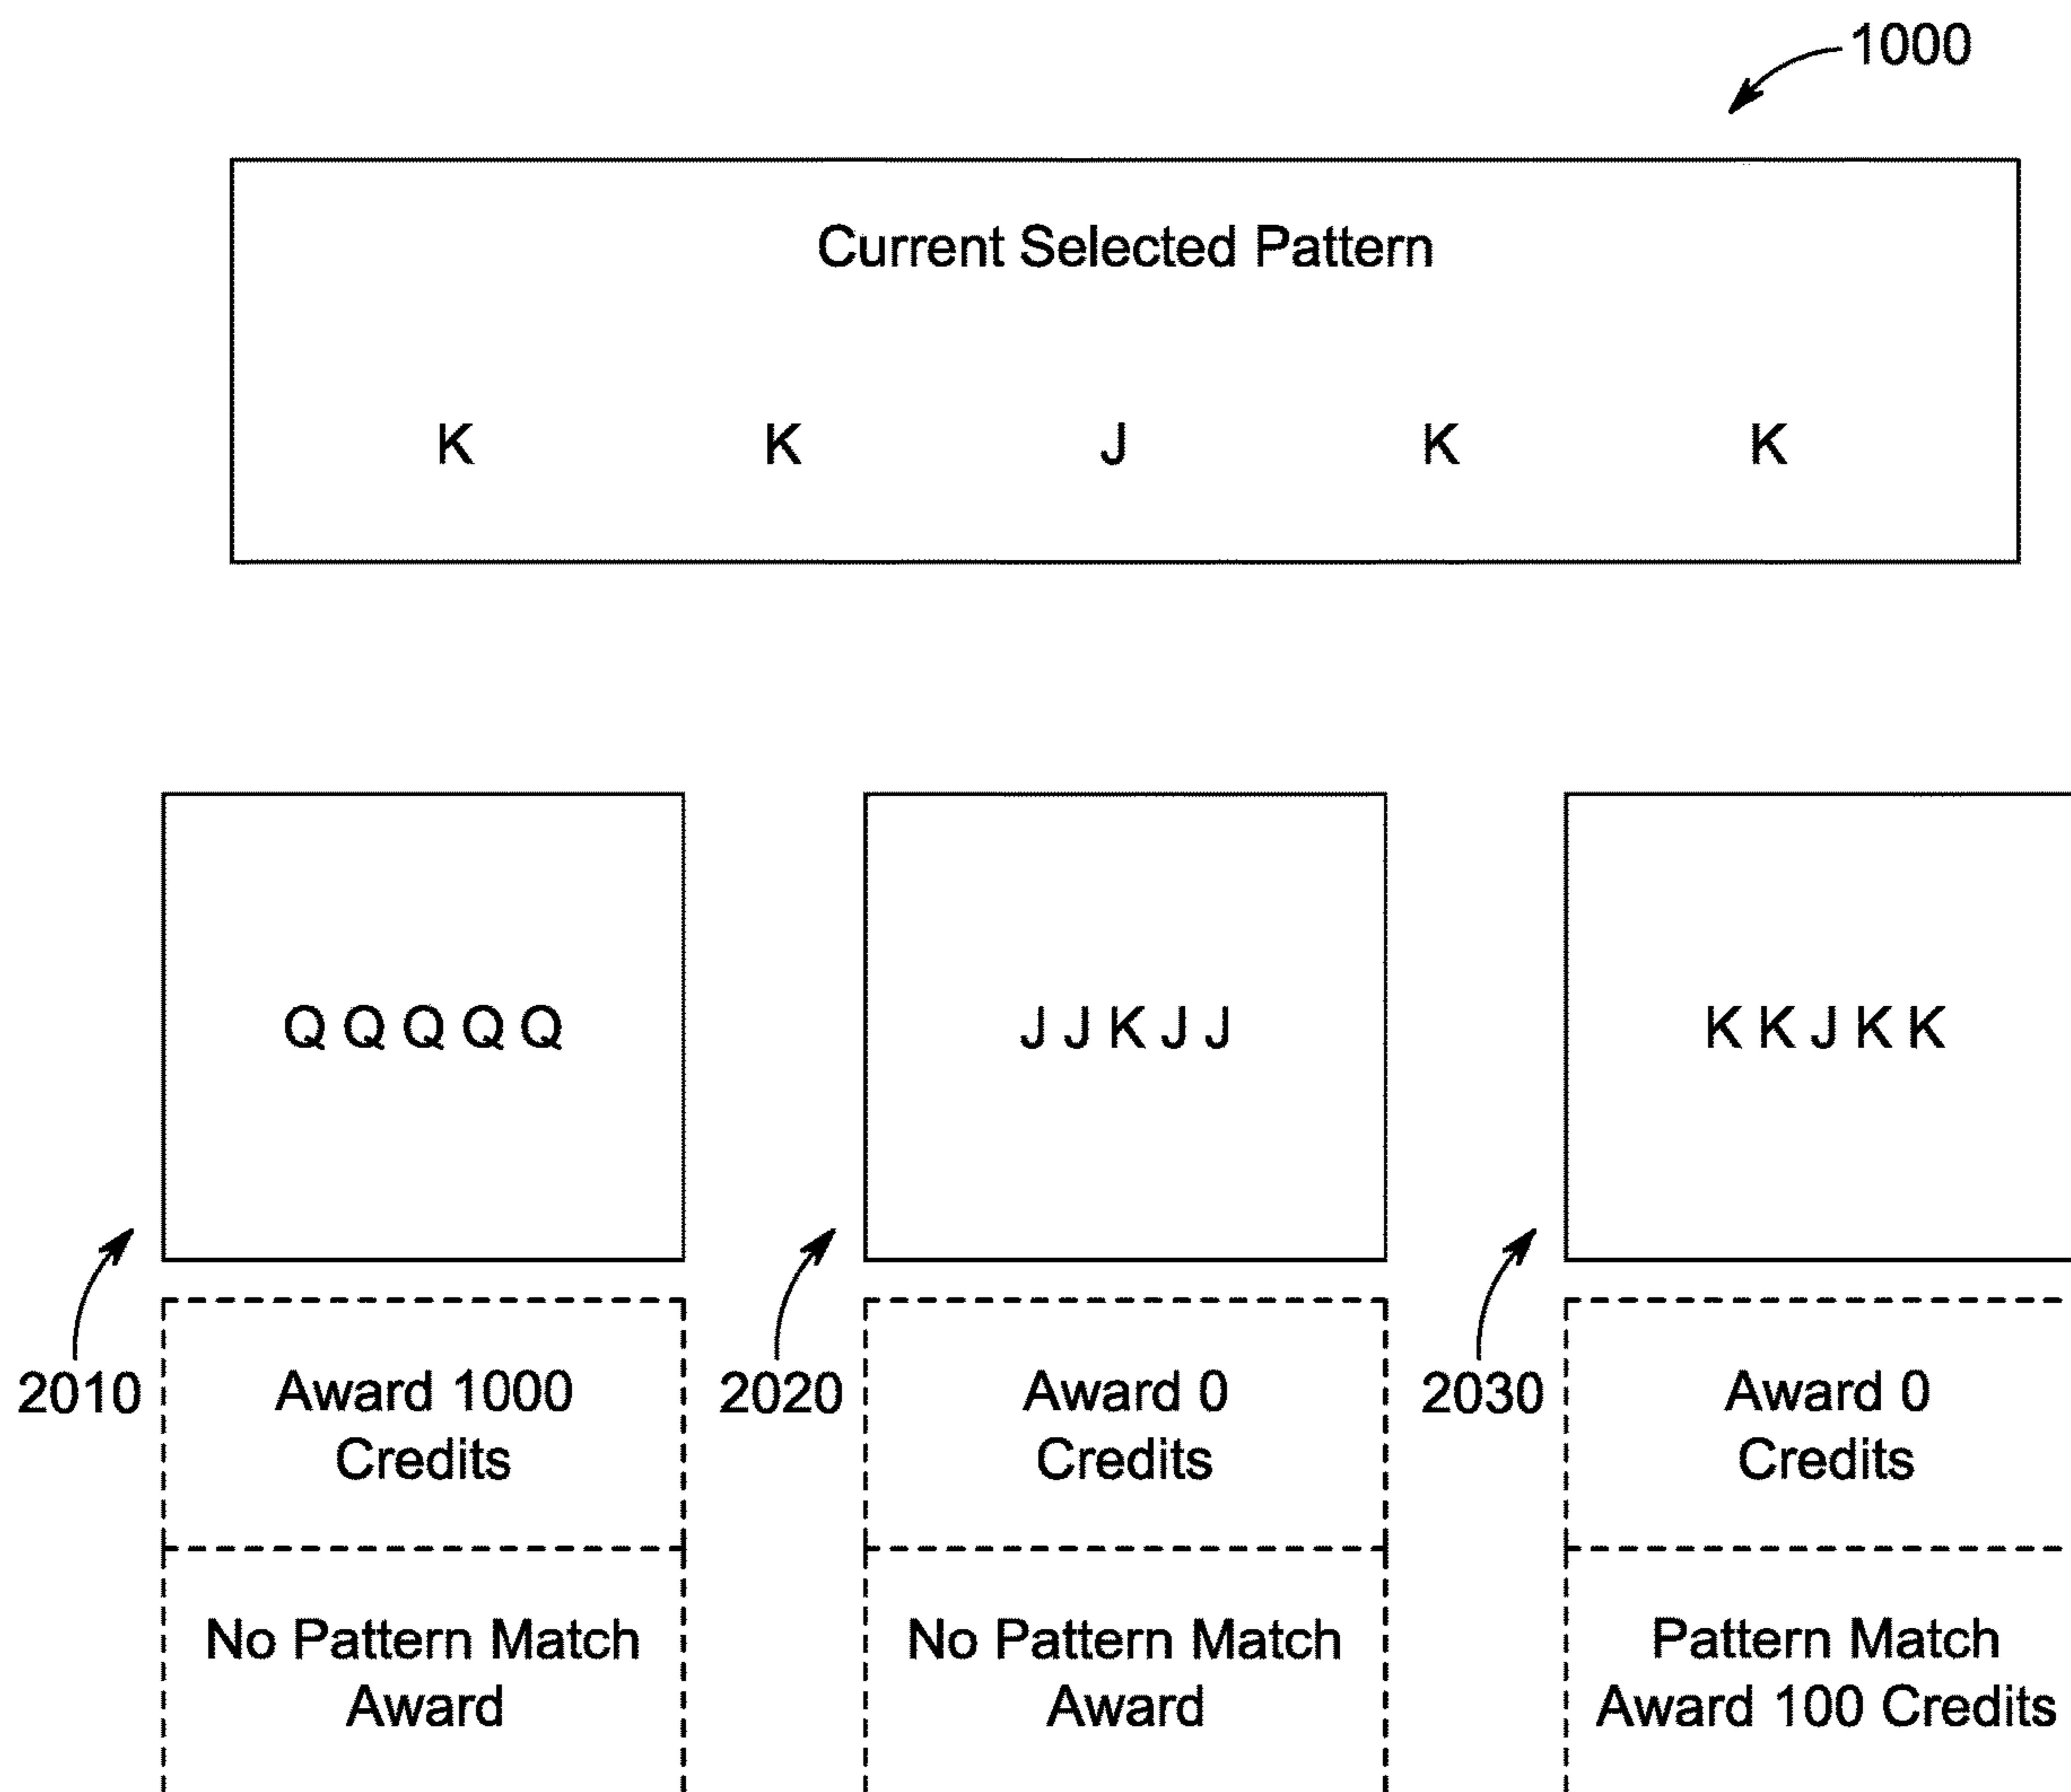 1000
Current Selected Pattern
K K J K K
Q Q Q Q Q
J J K J J
K K J K K
2010
Award 1000
Credits
2020
Award 0
Credits
2030
Award 0
Credits
No Pattern Match
Award
No Pattern Match
Award
Pattern Match
Award 100 Credits